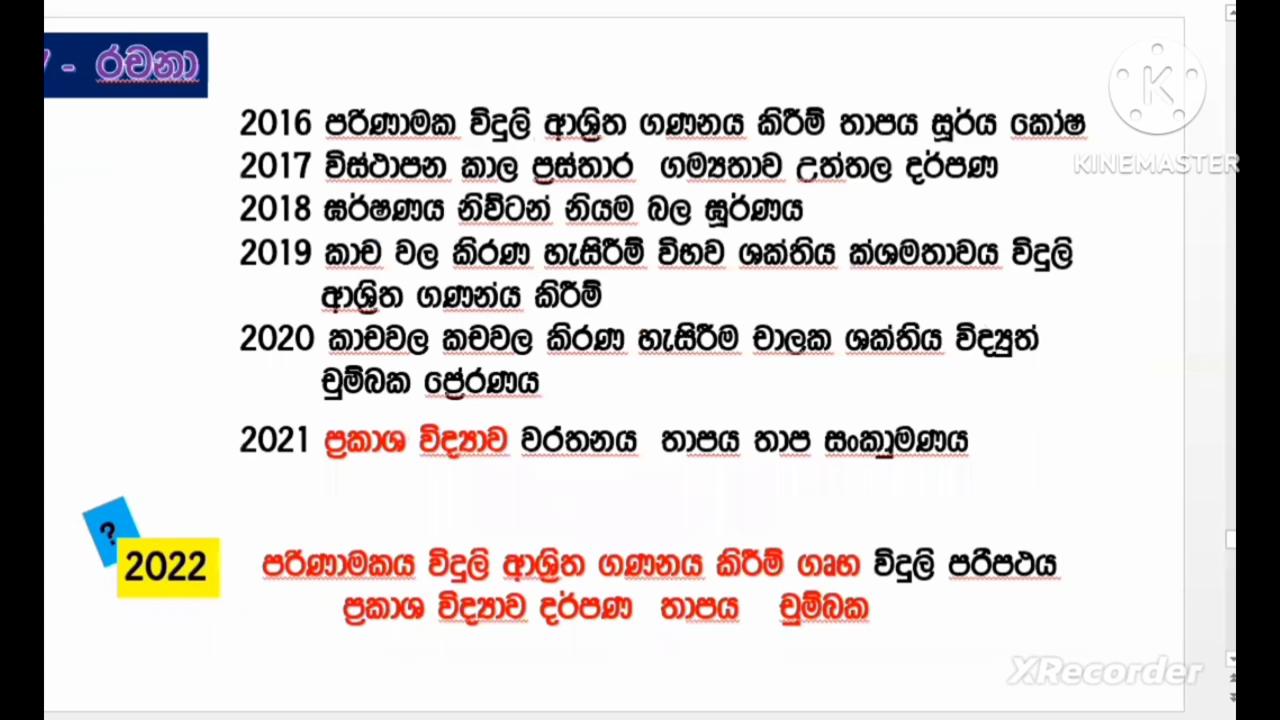 - රචනා
2016 පරිණාමක විදුලි ආශ්‍රිත ගණනය කිරීම් තාපය සූර්ය කෝෂ
KINEMASTER
2017 විස්ථාපන කාල ප්‍රස්තාර ගම්‍යතාව උත්තල දර්පණ
2018 ඝර්ෂණය නිව්ටන් නියම බල ඝූර්ණය
2019 කාච වල කිරණ හැසිරීම් විභව ශක්තිය ක්ශමතාවය විදුලි
ආශ්‍රිත ගණන්ය කිරීම්
2020 කාචවල කචවල කිරණ හැසිරීම චාලක ශක්තිය විද්‍යුත්
චුම්බක ප්‍රේරණය
2021 ප්‍රකාශ විද්‍යාව වරතනය තාපය තාප සංක්‍රාමණය
?
2022 පරිණාමකය විදුලි ආශ්‍රිත ගණනය කිරීම් ගෘහ විදුලි පරිපථය
ප්‍රකාශ විද්‍යාව දර්පණ තාපය චුම්බක
XRecorder